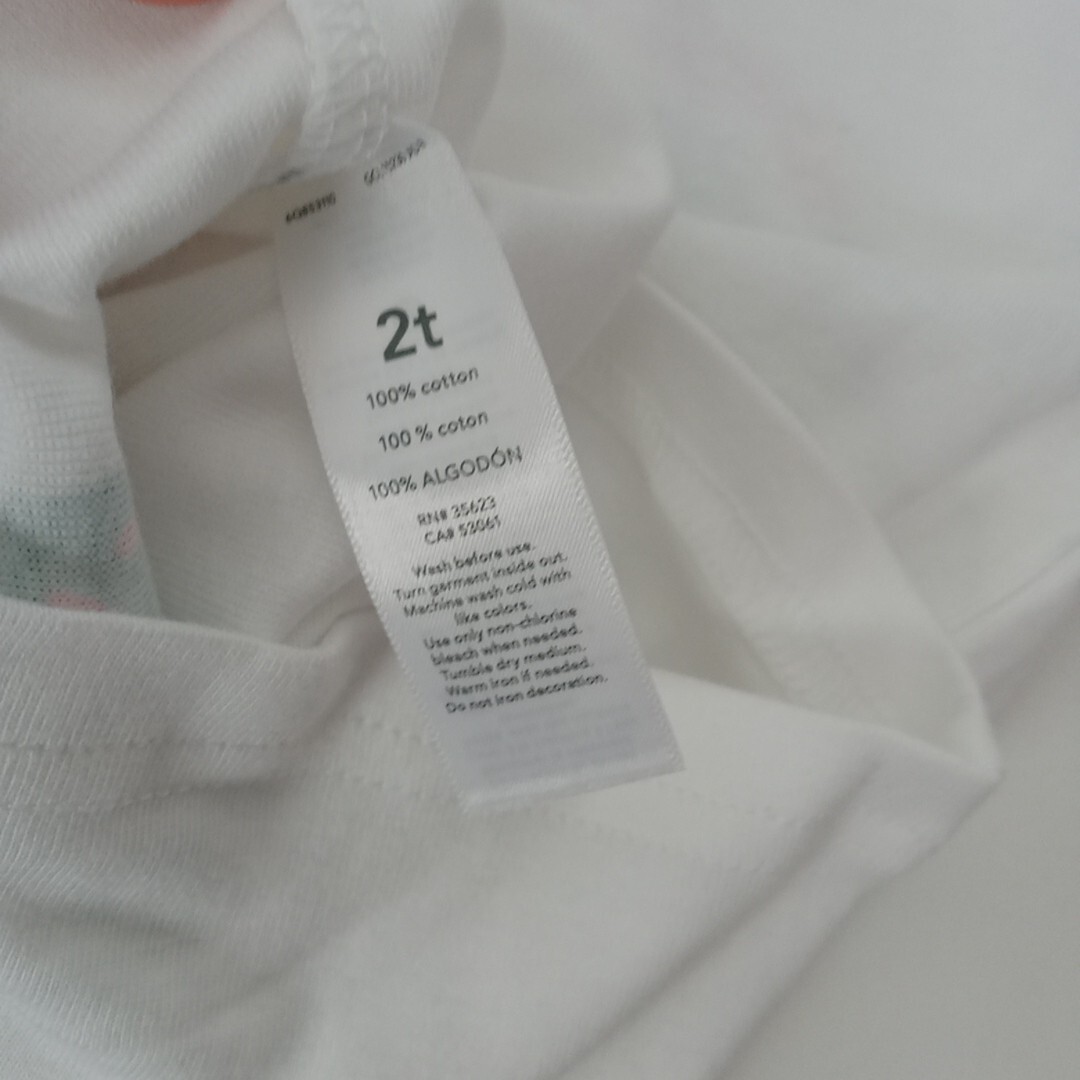 2t
100% cotton
100 % coton
100% ALGODÓN
RN# 35623
CA# 53061
Wash before use.
Turn garment inside out.
Machine wash cold with
like colors.
Use only non-chlorine
bleach when needed.
Tumble dry medium.
Warm iron if needed.
Do not iron decoration.